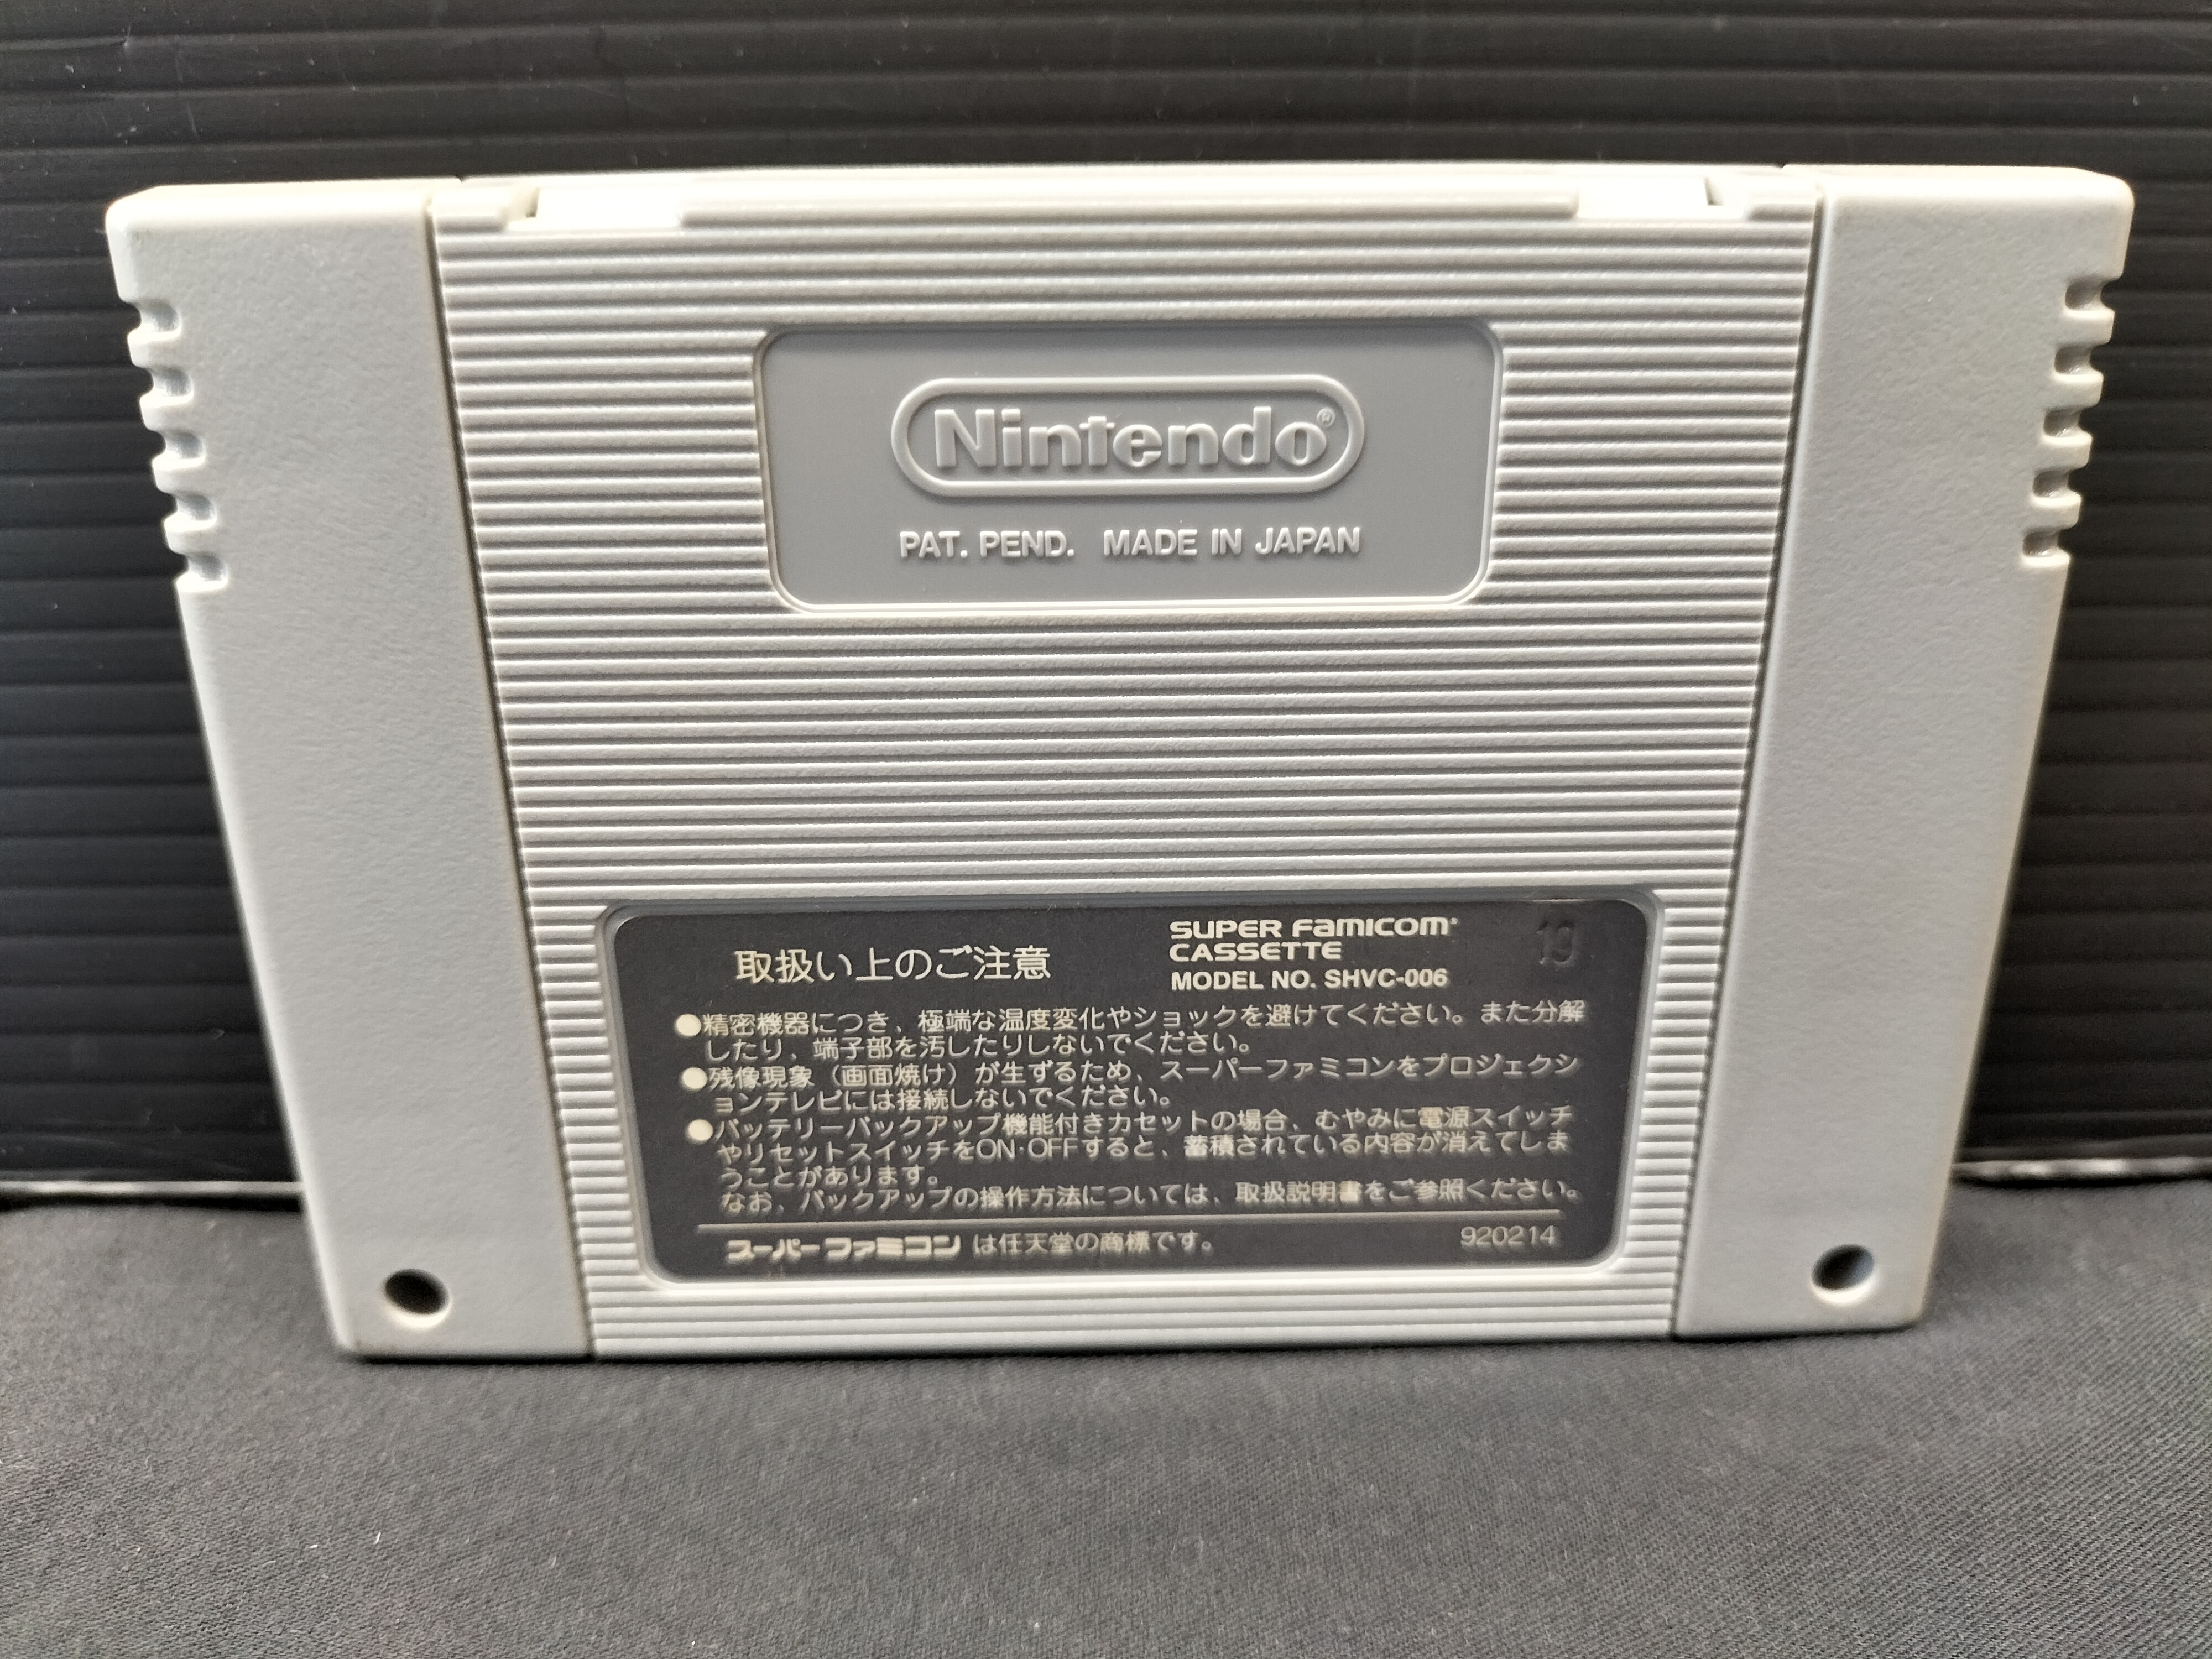 Nintendo®
PAT. PEND. MADE IN JAPAN
取扱い上のご注意
SUPER FAMICOM
CASSETTE
MODEL NO. SHVC-006
19
●精密機器につき、極端な温度変化やショックを避けてください。また分解
したり、端子部を汚したりしないでください。
●残像現象（画面焼け）が生ずるため、スーパーファミコンをプロジェクシ
ョンテレビには接続しないでください。
●バッテリーバックアップ機能付きカセットの場合、むやみに電源スイッチ
やリセットスイッチをON・OFFすると、蓄積されている内容が消えてしま
うことがあります。
なお、バックアップの操作方法については、取扱説明書をご参照ください。
スーパーファミコン は任天堂の商標です。
920214